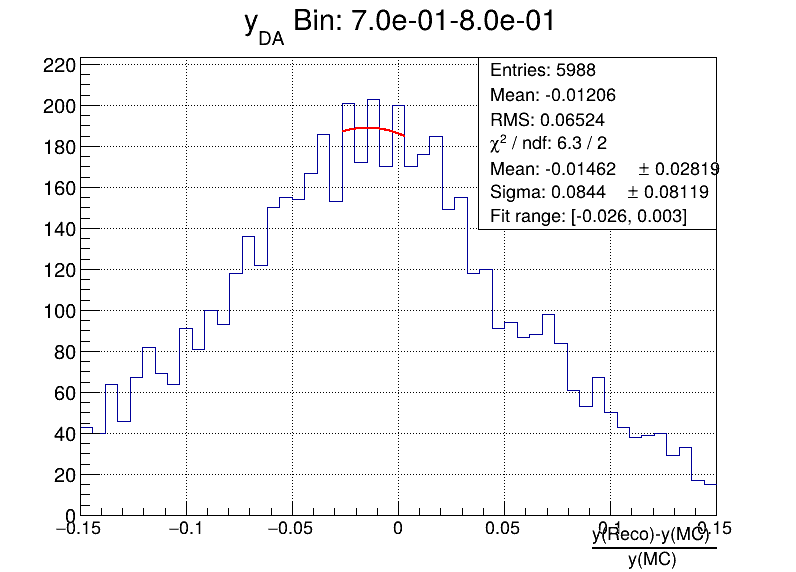 y_DA Bin: 7.0e-01-8.0e-01
Entries: 5988
Mean: -0.01206
RMS: 0.06524
χ² / ndf: 6.3 / 2
Mean: -0.01462 ± 0.02819
Sigma: 0.0844 ± 0.08119
Fit range: [-0.026, 0.003]
220
200
180
160
140
120
100
80
60
40
20
0
−0.15 −0.1 −0.05 0 0.05 0.1 0.15
y(Reco)-y(MC)
y(MC)